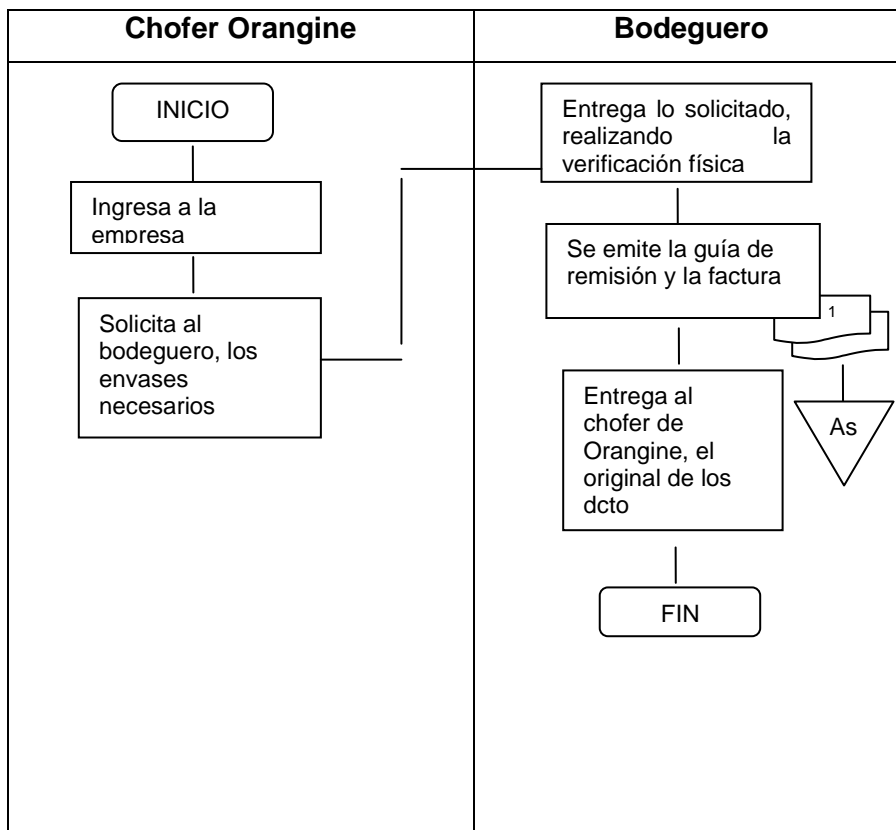 Chofer Orangine
Bodeguero
INICIO
Ingresa a la
empresa
Solicita al
bodeguero, los
envases
necesarios
Entrega lo solicitado,
realizando la
verificación física
Se emite la guía de
remisión y la factura
1
As
Entrega al
chofer de
Orangine, el
original de los
dcto
FIN